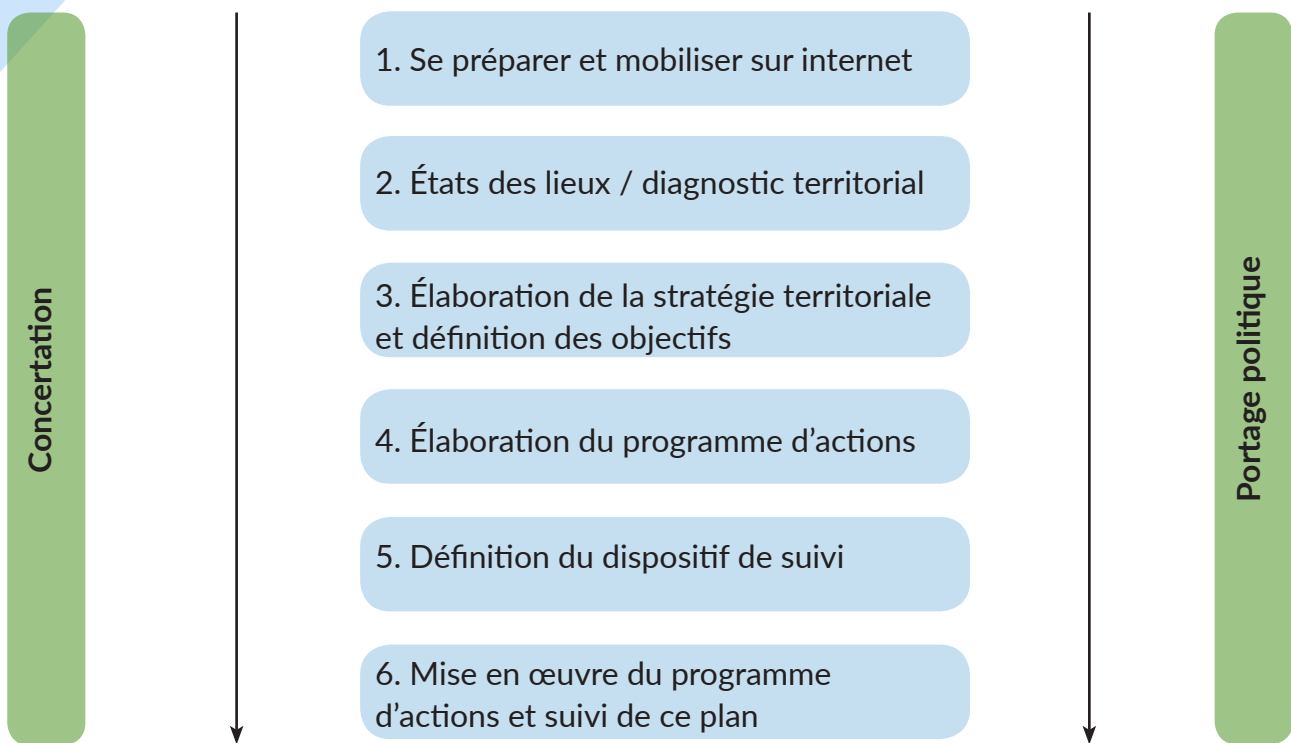 Concertation
1. Se préparer et mobiliser sur internet
2. États des lieux / diagnostic territorial
3. Élaboration de la stratégie territoriale
et définition des objectifs
4. Élaboration du programme d’actions
5. Définition du dispositif de suivi
6. Mise en œuvre du programme
d’actions et suivi de ce plan
Portage politique